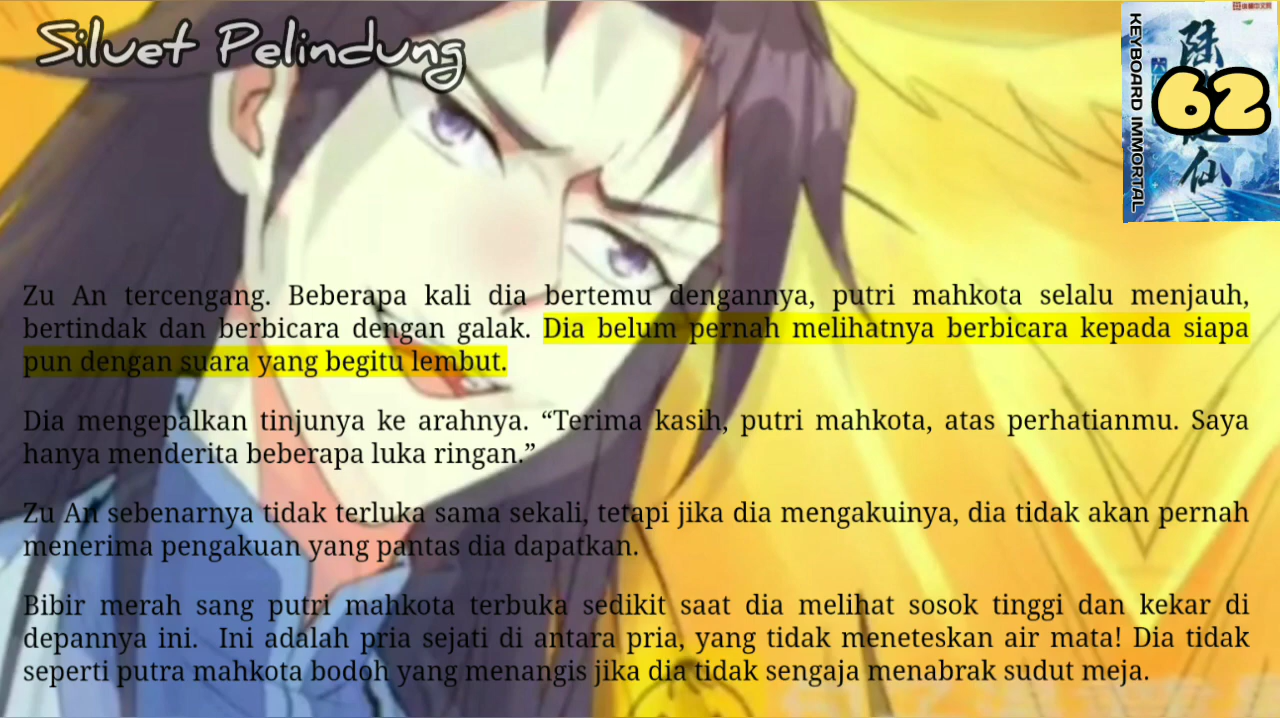 Siluet Pelindung
KEYBOARD IMMORTAL
62
Zu An tercengang. Beberapa kali dia bertemu dengannya, putri mahkota selalu menjauh,
bertindak dan berbicara dengan galak. Dia belum pernah melihatnya berbicara kepada siapa
pun dengan suara yang begitu lembut.
Dia mengepalkan tinjunya ke arahnya. “Terima kasih, putri mahkota, atas perhatianmu. Saya
hanya menderita beberapa luka ringan.”
Zu An sebenarnya tidak terluka sama sekali, tetapi jika dia mengakuinya, dia tidak akan pernah
menerima pengakuan yang pantas dia dapatkan.
Bibir merah sang putri mahkota terbuka sedikit saat dia melihat sosok tinggi dan kekar di
depannya ini. Ini adalah pria sejati di antara pria, yang tidak meneteskan air mata! Dia tidak
seperti putra mahkota bodoh yang menangis jika dia tidak sengaja menabrak sudut meja.